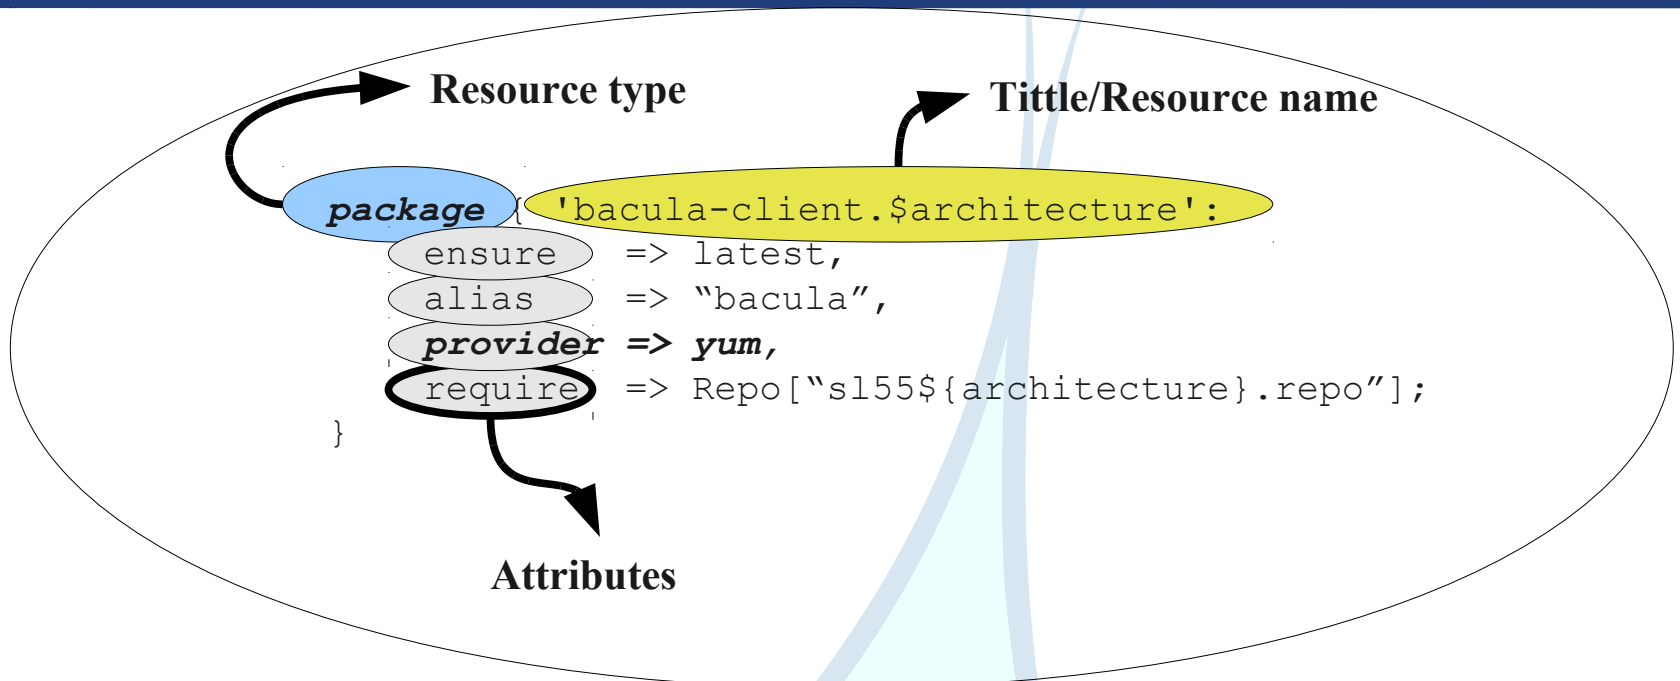 Resource type
Tittle/Resource name
package { 'bacula-client.$architecture':
ensure => latest,
alias => “bacula”,
provider => yum,
require => Repo[“sl55${architecture}.repo”];
}
Attributes